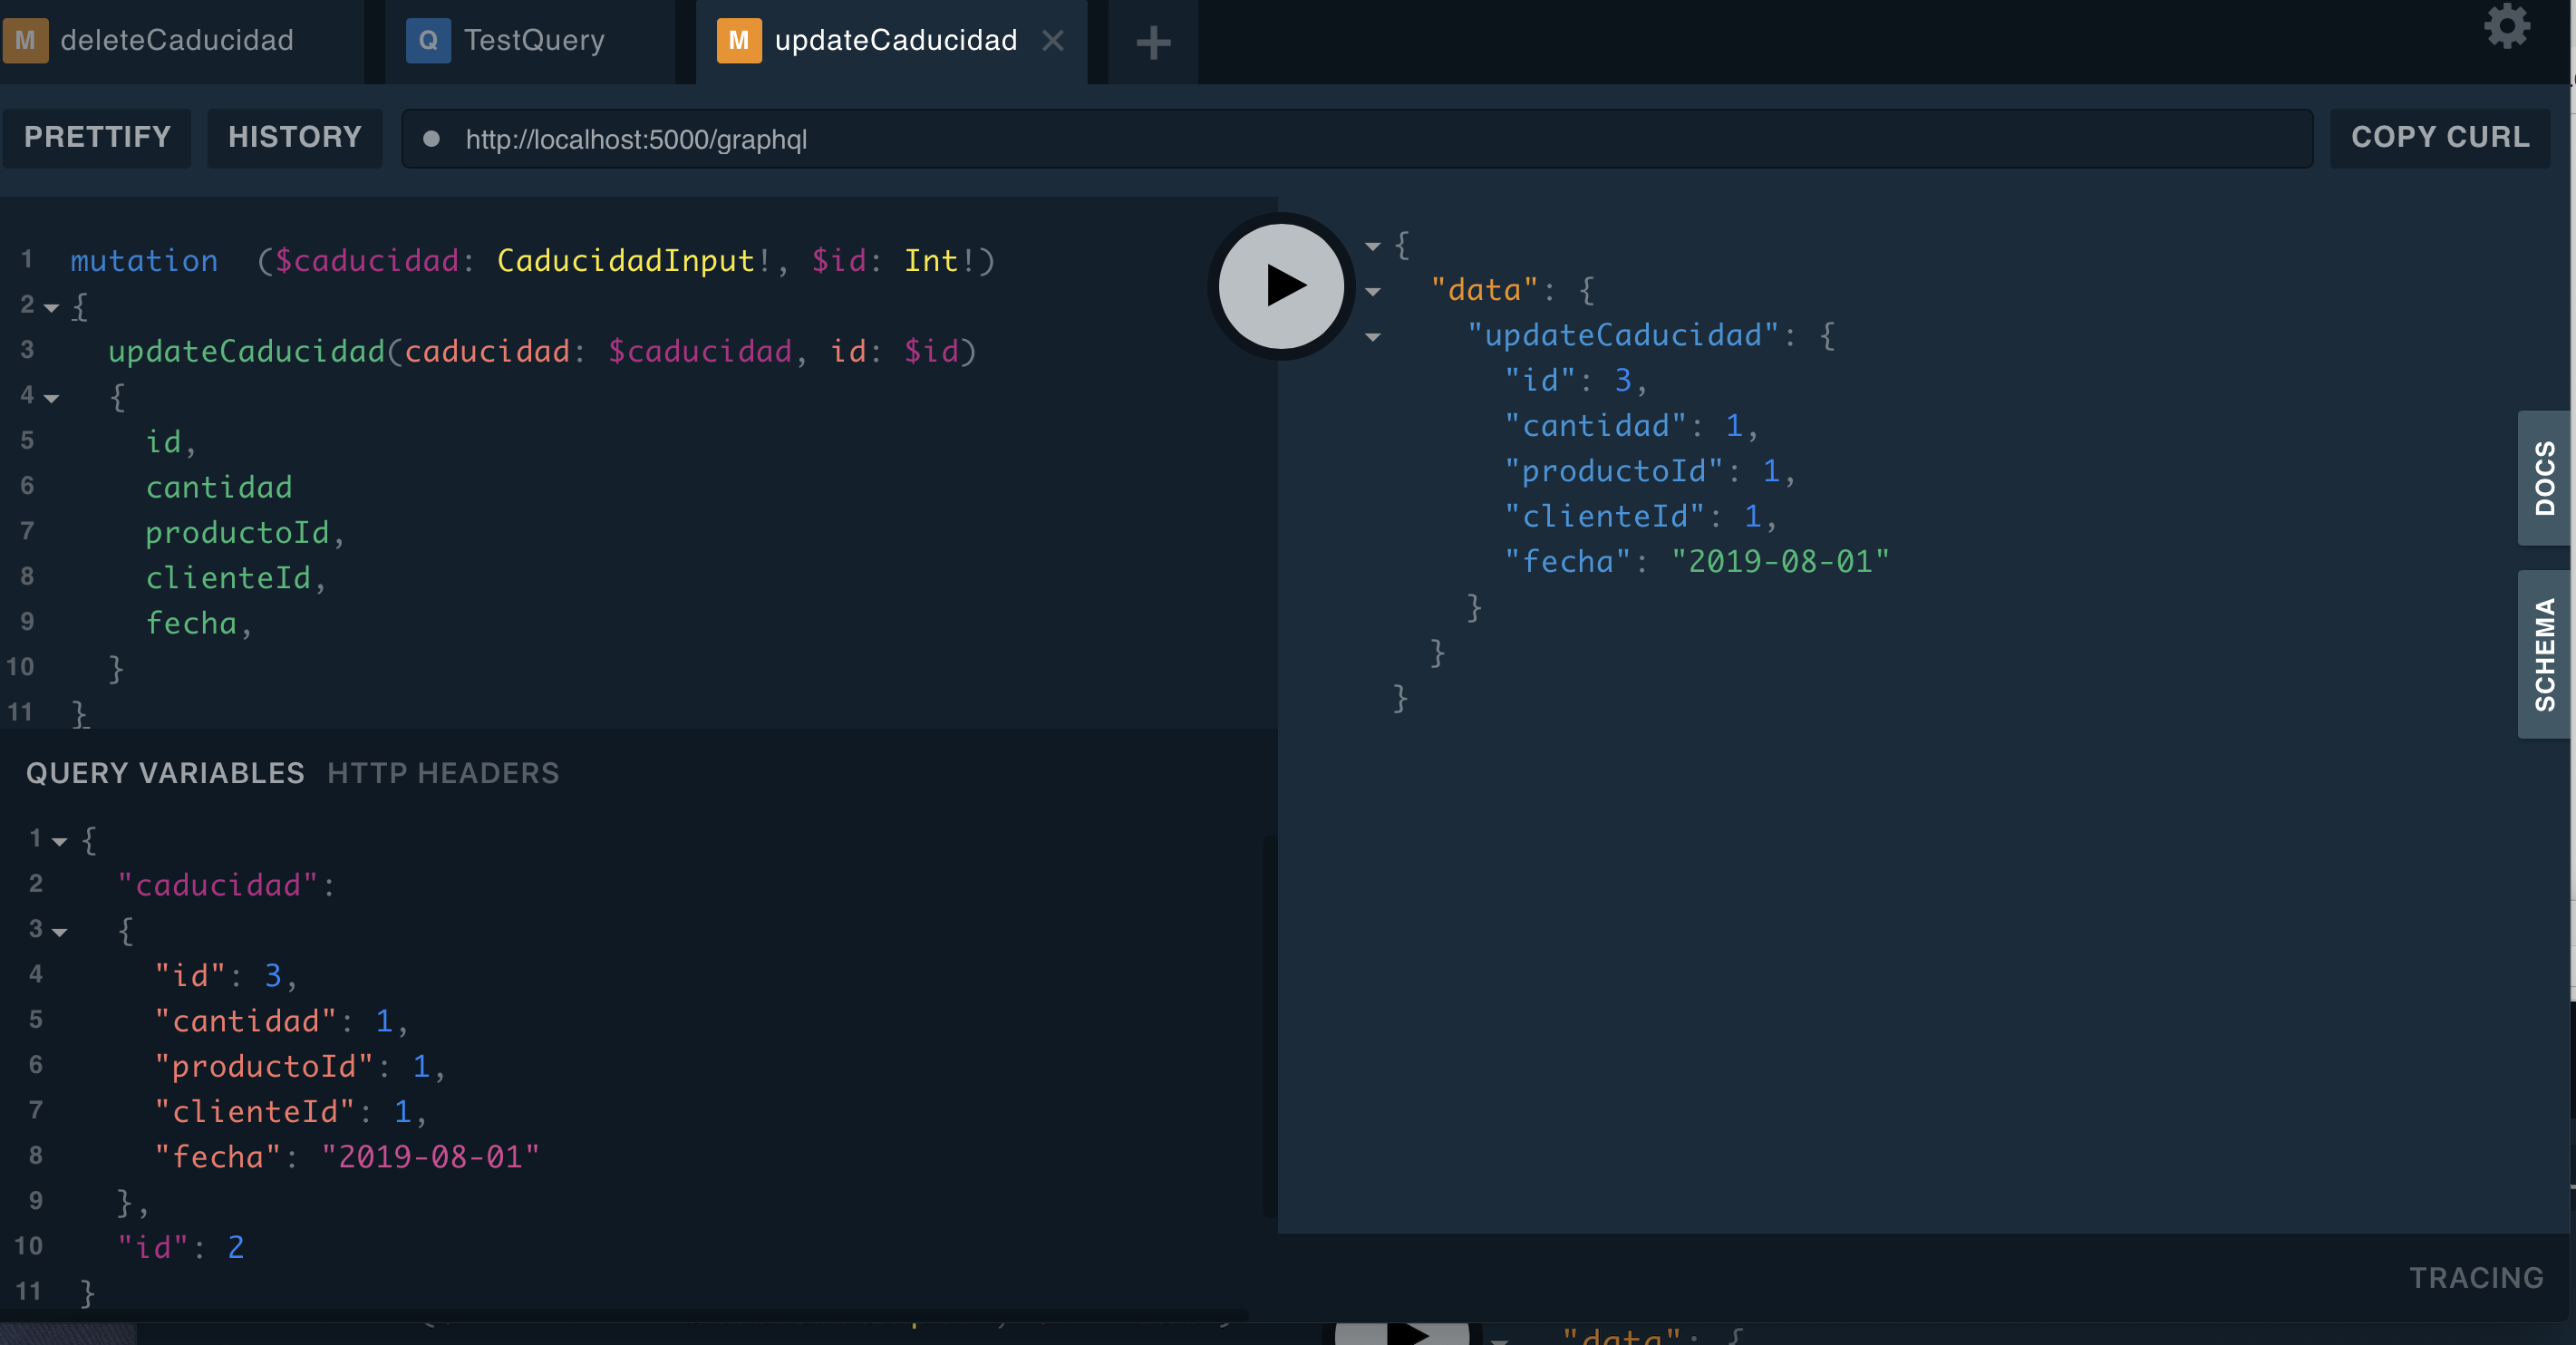 M deleteCaducidad Q TestQuery M updateCaducidad × +
PRETTIFY HISTORY http://localhost:5000/graphql COPY CURL
1 mutation  ($caducidad: CaducidadInput!, $id: Int!)
2 {
3 updateCaducidad(caducidad: $caducidad, id: $id)
4 {
5 id,
6 cantidad
7 productoId,
8 clienteId,
9 fecha,
10 }
11 }
QUERY VARIABLES HTTP HEADERS
1 {
2 "caducidad":
3 {
4 "id": 3,
5 "cantidad": 1,
6 "productoId": 1,
7 "clienteId": 1,
8 "fecha": "2019-08-01"
9 },
10 "id": 2
11 }
{
"data": {
"updateCaducidad": {
"id": 3,
"cantidad": 1,
"productoId": 1,
"clienteId": 1,
"fecha": "2019-08-01"
}
}
}
DOCS
SCHEMA
TRACING
"data": {